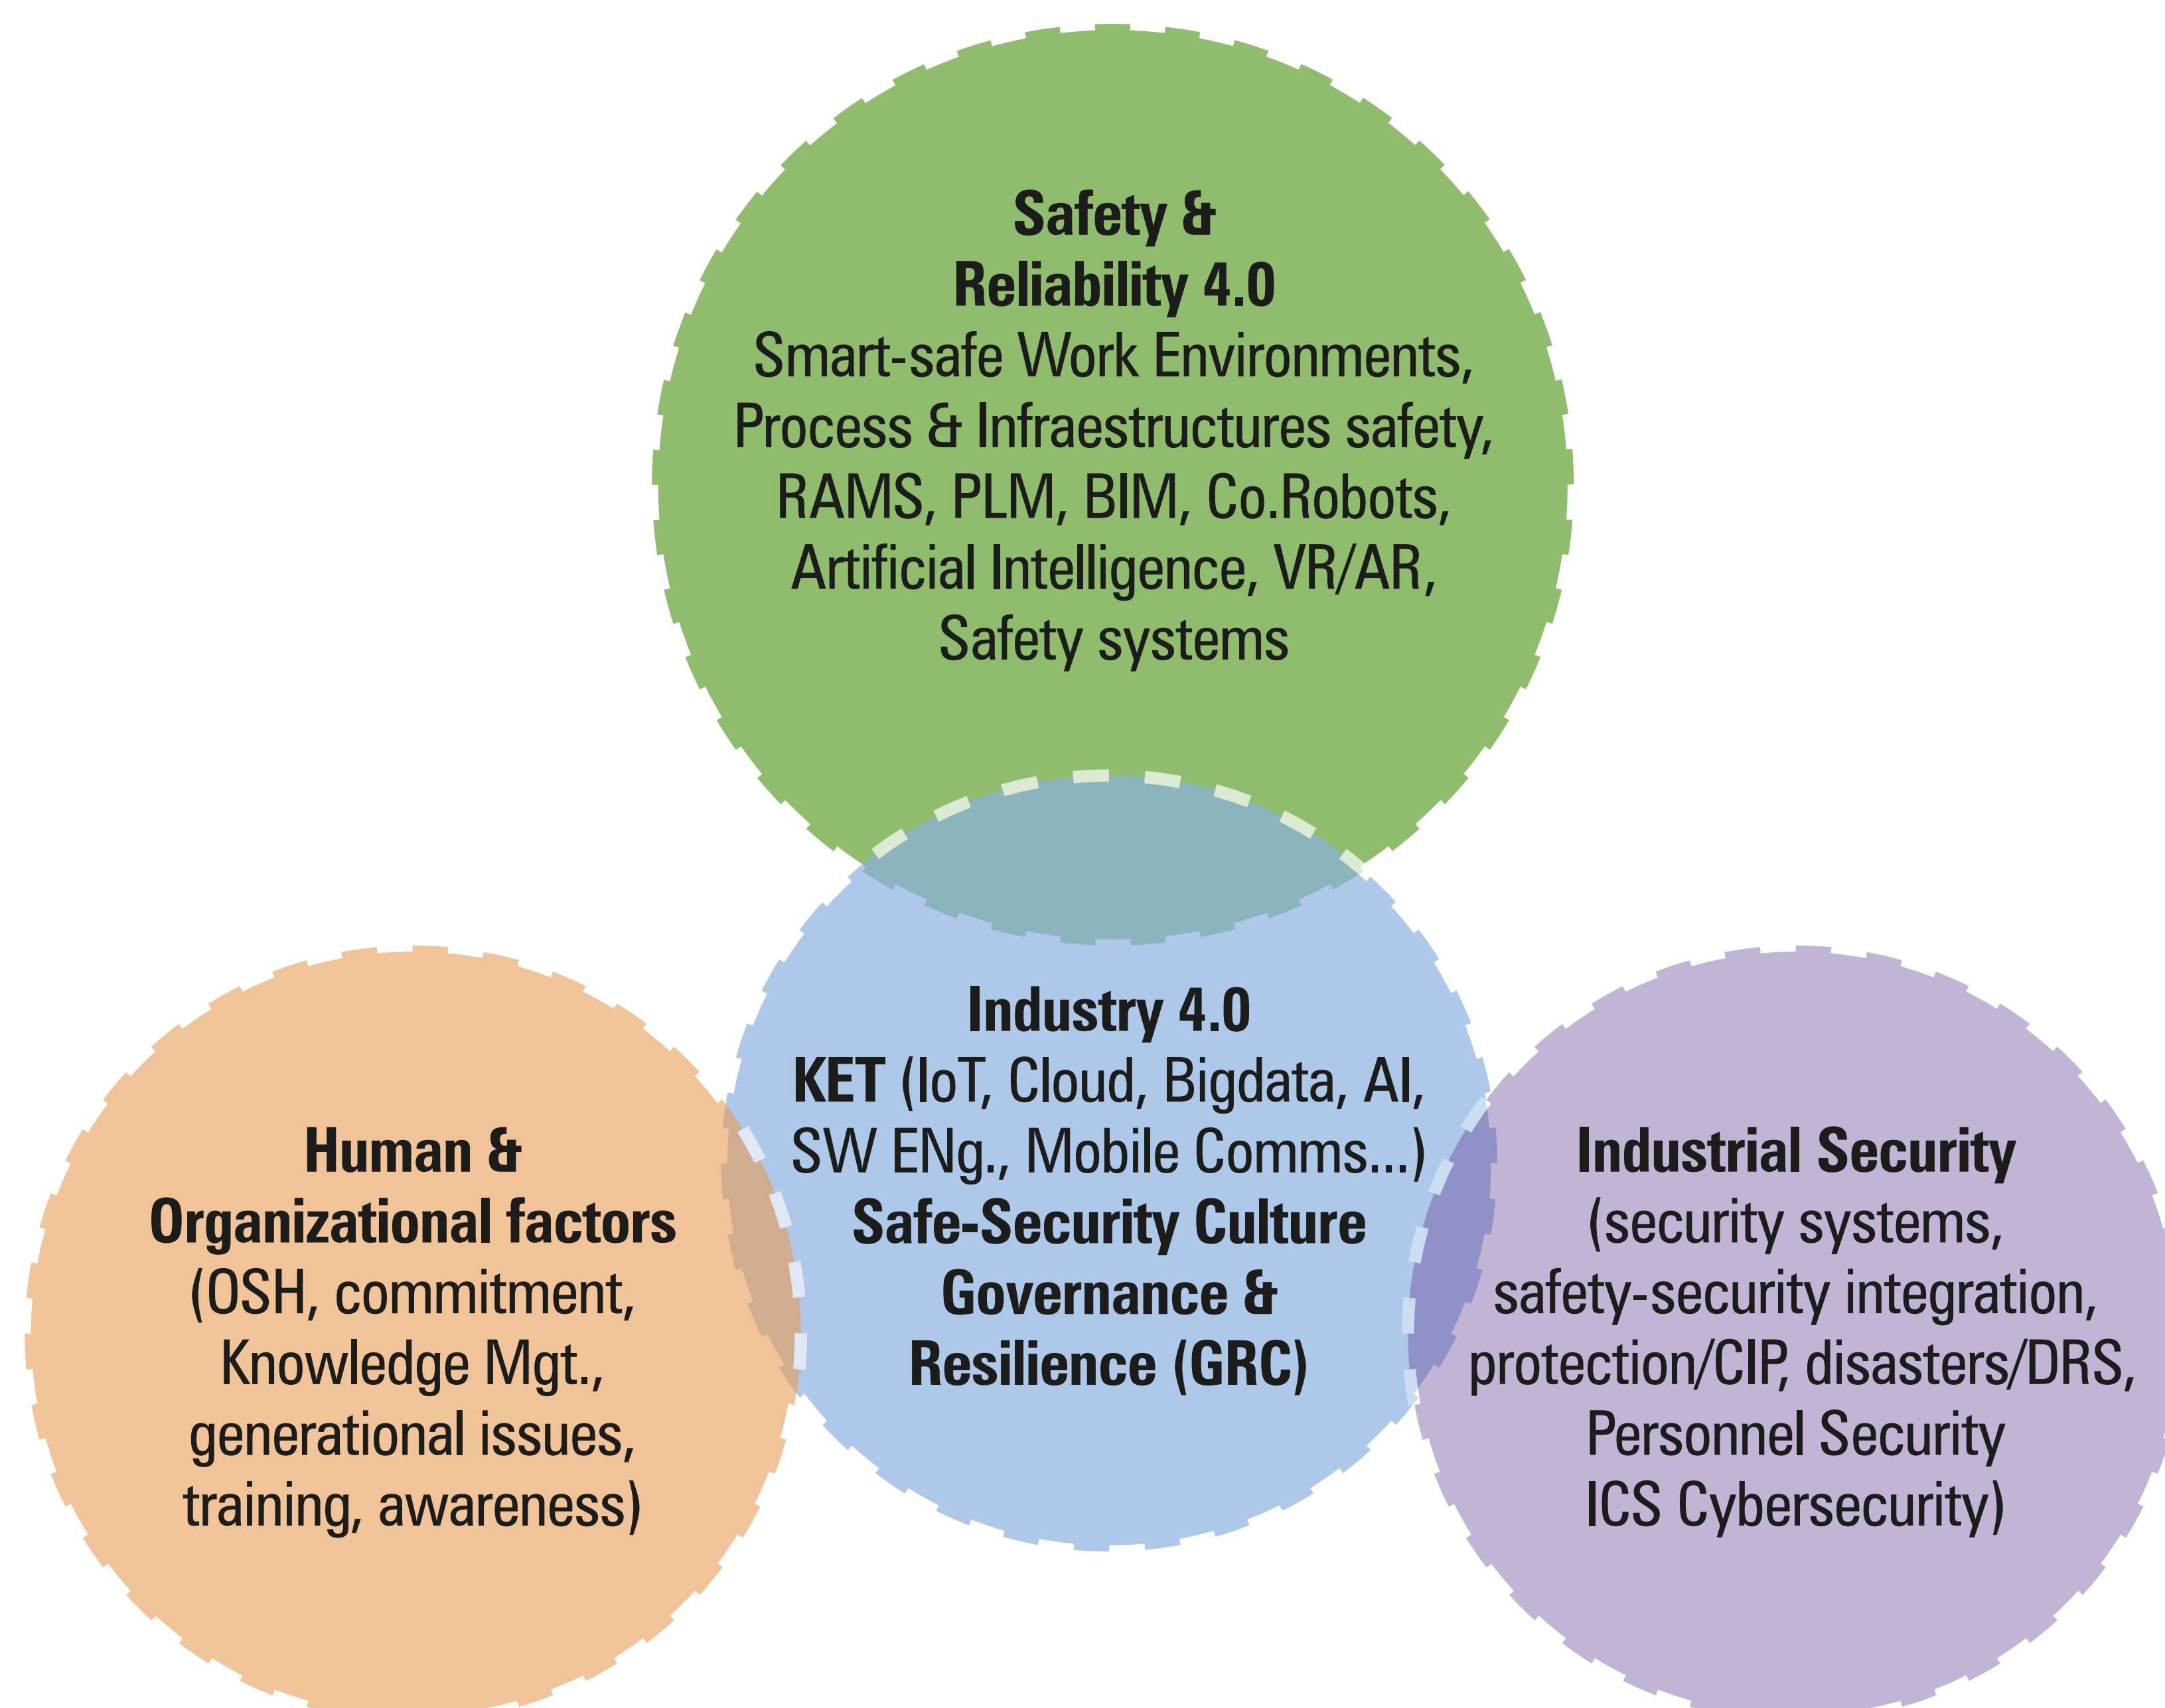 Safety &
Reliability 4.0
Smart-safe Work Environments,
Process & Infraestructures safety,
RAMS, PLM, BIM, Co.Robots,
Artificial Intelligence, VR/AR,
Safety systems
Industry 4.0
KET (IoT, Cloud, Bigdata, AI,
SW ENg., Mobile Comms...)
Safe-Security Culture
Governance &
Resilience (GRC)
Human &
Organizational factors
(OSH, commitment,
Knowledge Mgt.,
generational issues,
training, awareness)
Industrial Security
(security systems,
safety-security integration,
protection/CIP, disasters/DRS,
Personnel Security
ICS Cybersecurity)